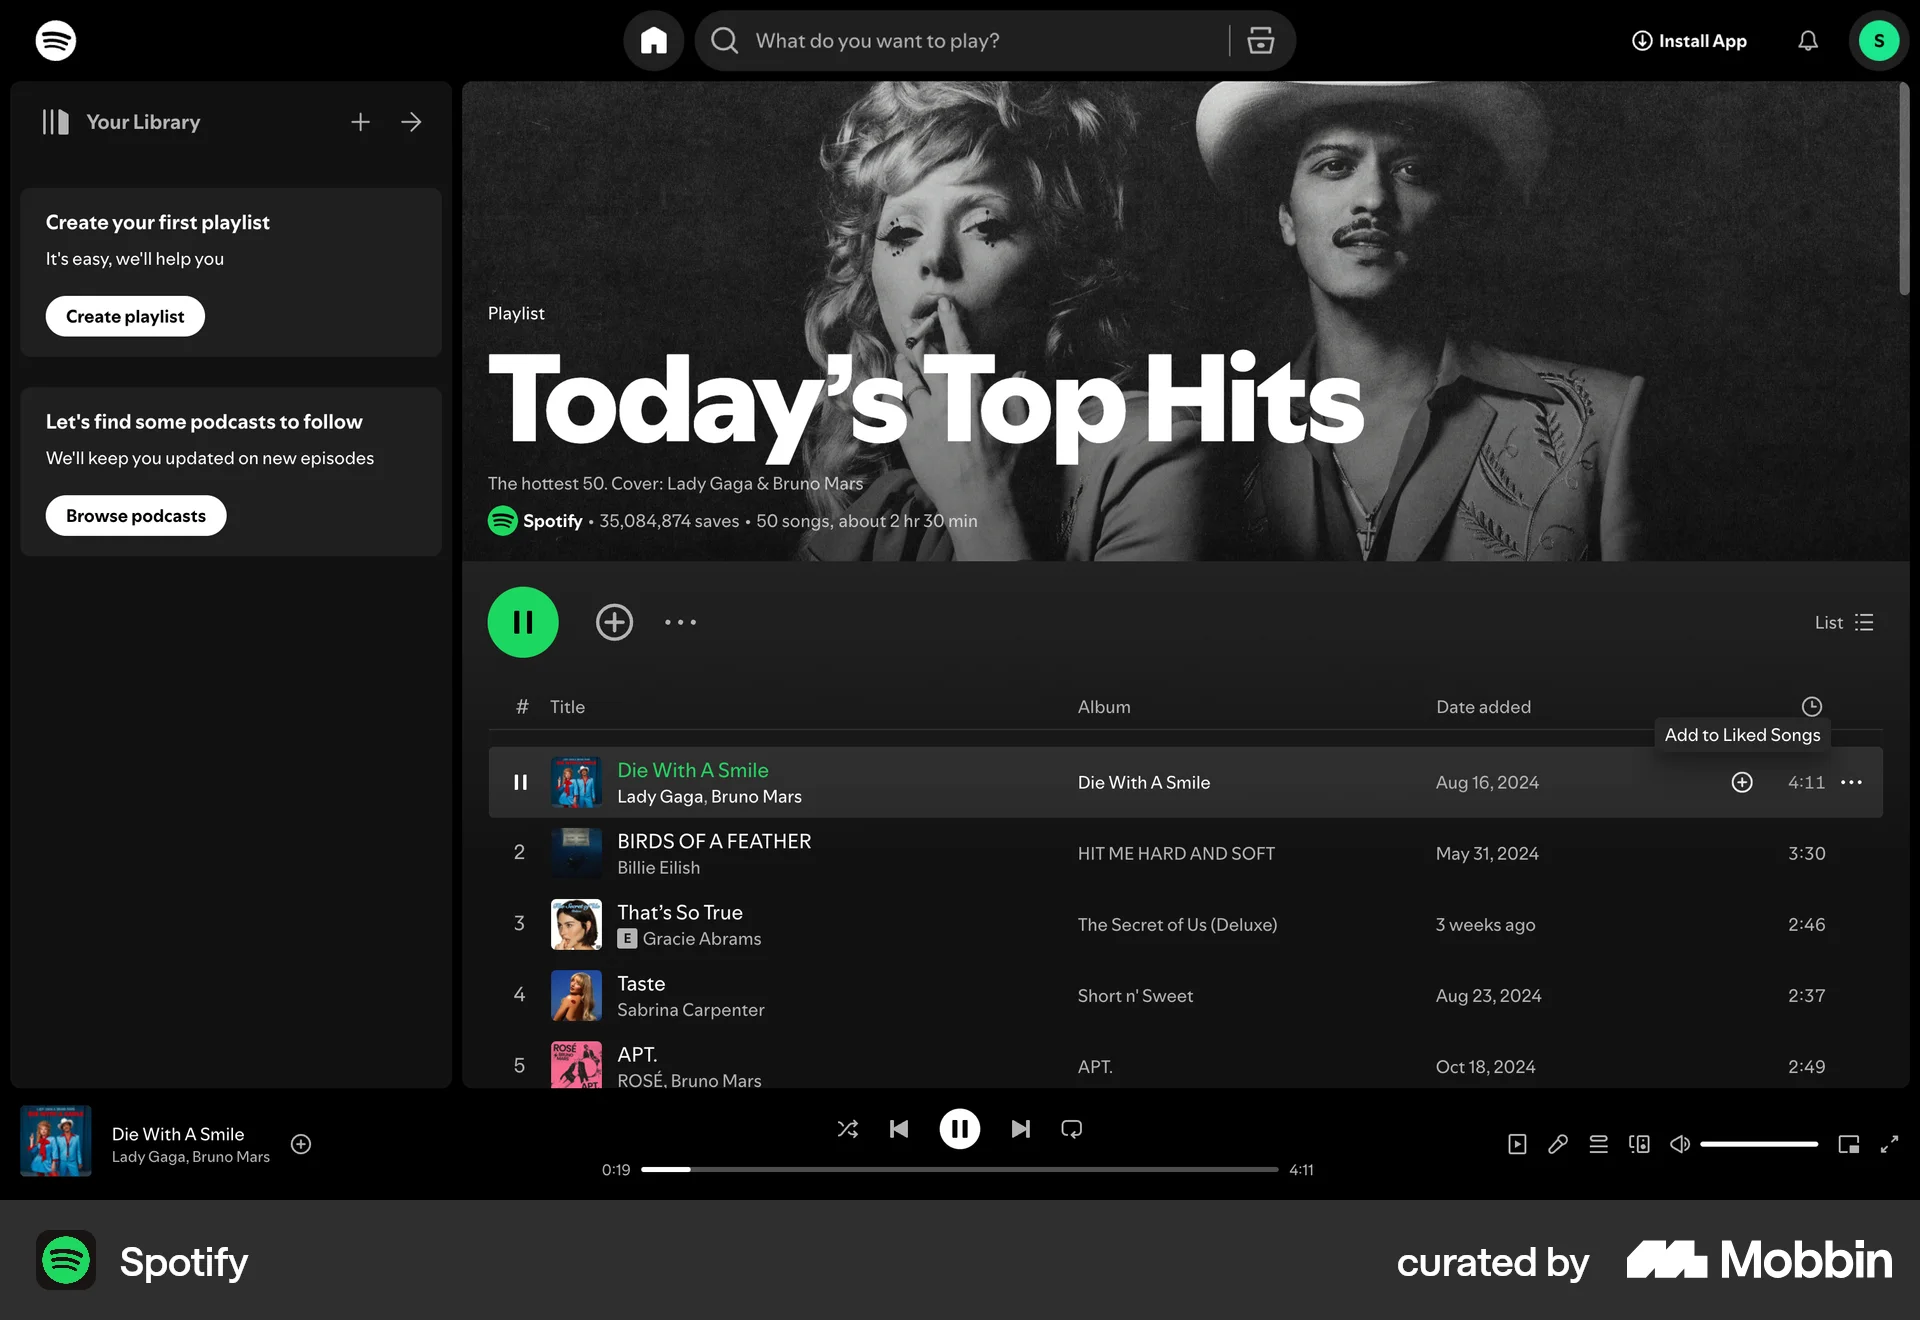 What do you want to play?
Install App
S
Your Library
Create your first playlist
It's easy, we'll help you
Create playlist
Let's find some podcasts to follow
We'll keep you updated on new episodes
Browse podcasts
Playlist
Today's Top Hits
The hottest 50. Cover: Lady Gaga & Bruno Mars
Spotify • 35,084,874 saves • 50 songs, about 2 hr 30 min
List
# Title Album Date added
Add to Liked Songs
Die With A Smile
Lady Gaga, Bruno Mars
Die With A Smile
Aug 16, 2024
4:11
2
BIRDS OF A FEATHER
Billie Eilish
HIT ME HARD AND SOFT
May 31, 2024
3:30
3
That’s So True
E Gracie Abrams
The Secret of Us (Deluxe)
3 weeks ago
2:46
4
Taste
Sabrina Carpenter
Short n' Sweet
Aug 23, 2024
2:37
5
ROSÉ
APT.
APT.
ROSÉ, Bruno Mars
APT.
Oct 18, 2024
2:49
Die With A Smile
Lady Gaga, Bruno Mars
0:19
4:11
Spotify
curated by Mobbin